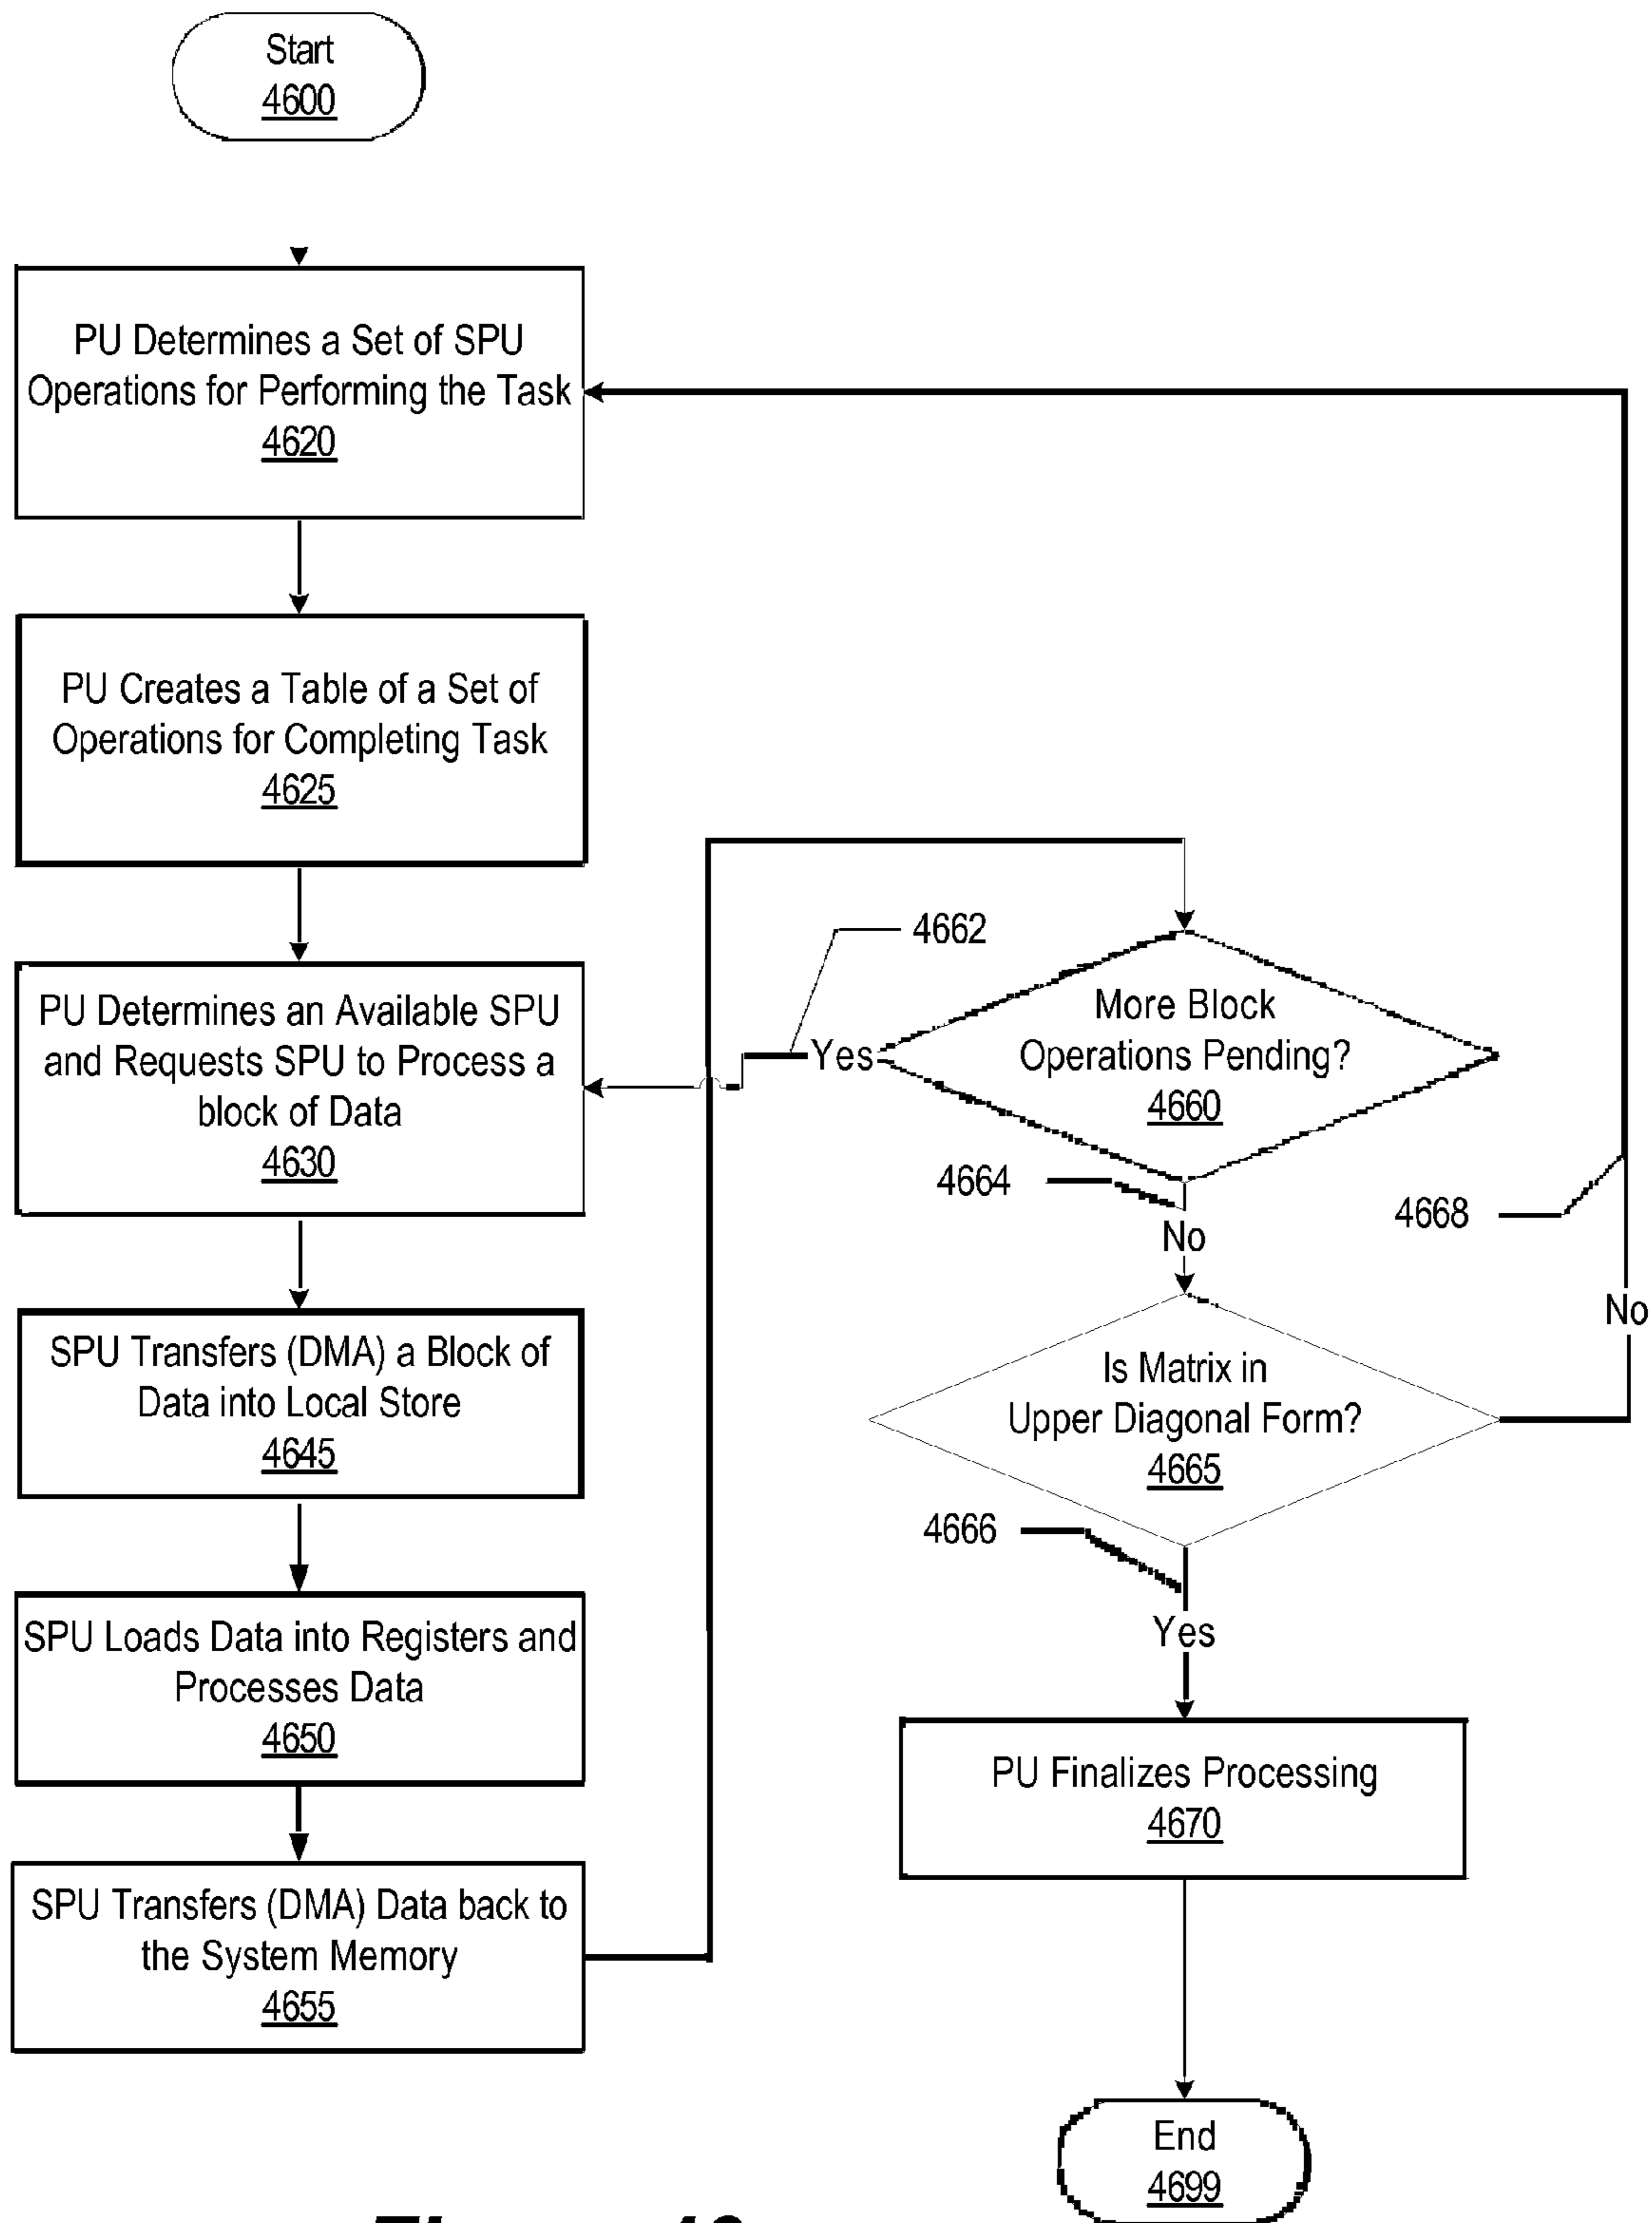 Start
4600
PU Determines a Set of SPU
Operations for Performing the Task
4620
PU Creates a Table of a Set of
Operations for Completing Task
4625
PU Determines an Available SPU
and Requests SPU to Process a
block of Data
4630
SPU Transfers (DMA) a Block of
Data into Local Store
4645
SPU Loads Data into Registers and
Processes Data
4650
SPU Transfers (DMA) Data back to
the System Memory
4655
4662
More Block
Operations Pending?
4660
Yes
4664
No
4668
No
Is Matrix in
Upper Diagonal Form?
4665
4666
Yes
PU Finalizes Processing
4670
End
4699